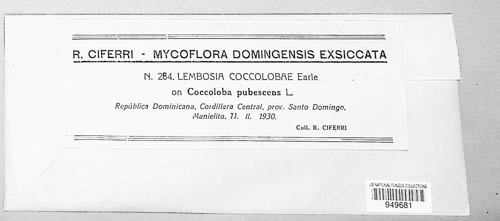 R. CIFERRI - MYCOFLORA DOMINGENSIS EXSICCATA
N. 284. LEMBOSIA COCCOLOBAE Earle
on Coccoloba pubescens L.
República Dominicana, Cordillera Central, prov. Santo Domingo,
Manielito, 11. II. 1930.
Coll. R. CIFERRI
US NATIONAL FUNGUS COLLECTIONS
949681